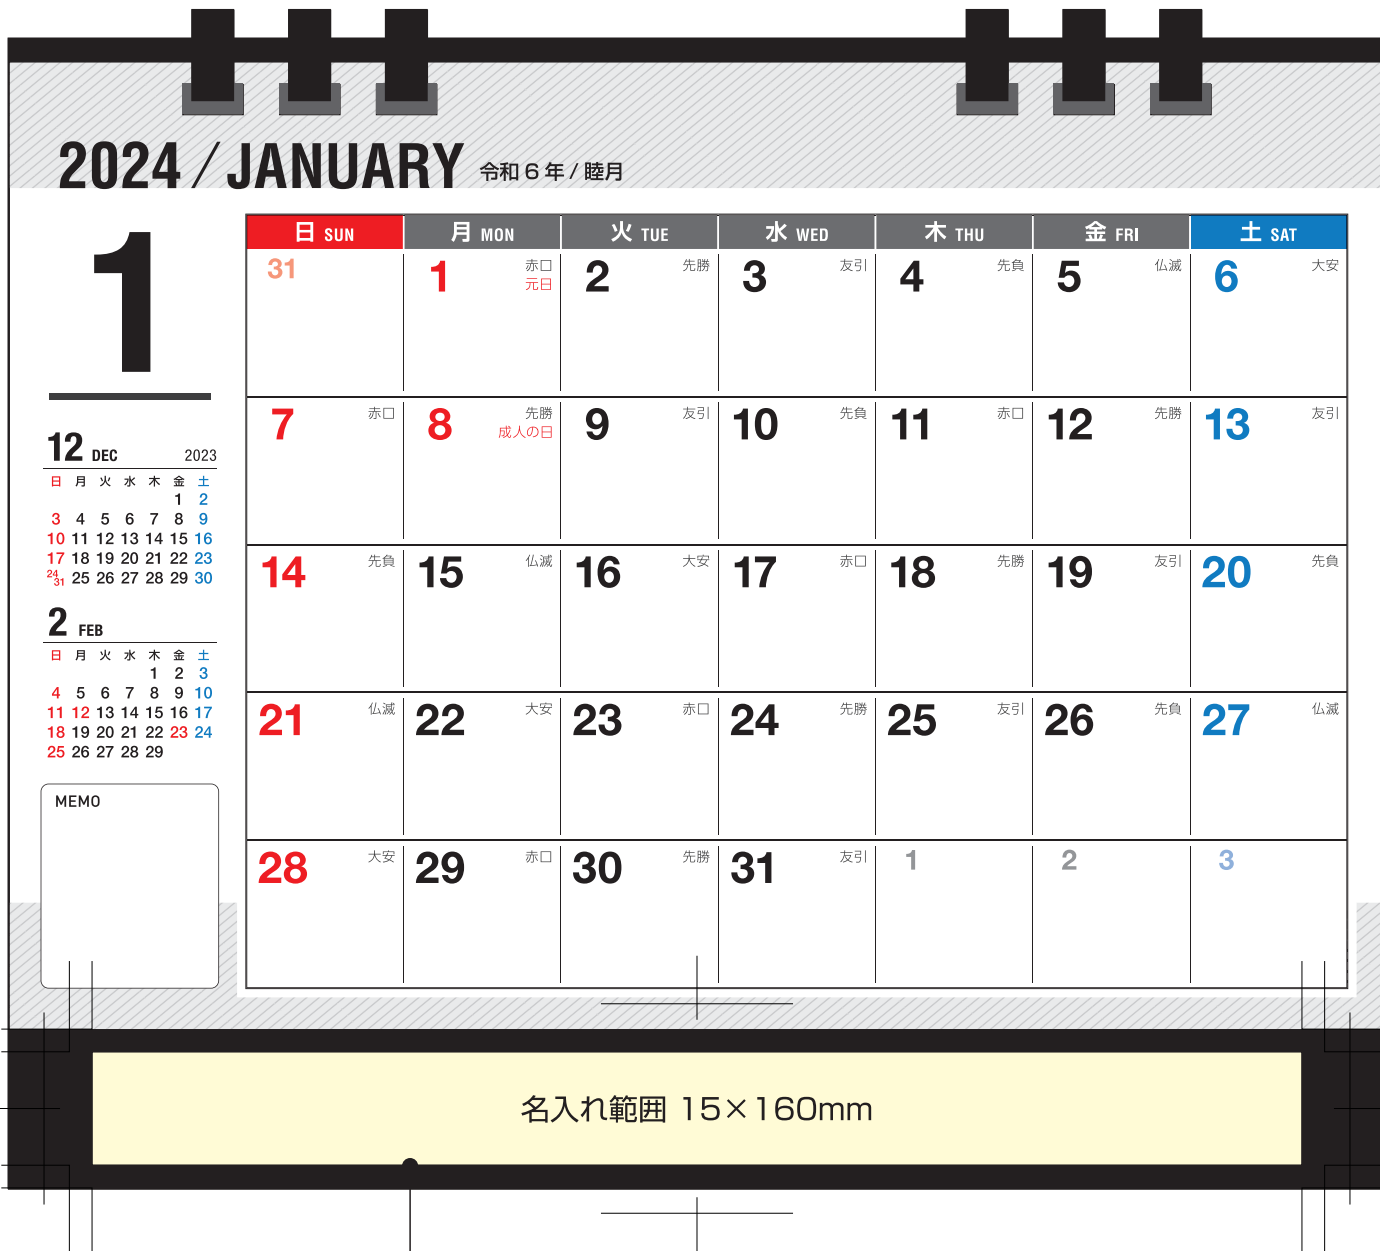 2024/JANUARY 令和6年/睦月
1
日 SUN 月 MON 火 TUE 水 WED 木 THU 金 FRI 土 SAT
31 1 赤口 2 先勝 3 友引 4 先負 5 仏滅 6 大安
元日
7 赤口 8 先勝 9 友引 10 先負 11 赤口 12 先勝 13 友引
成人の日
14 先負 15 仏滅 16 大安 17 赤口 18 先勝 19 友引 20 先負
21 仏滅 22 大安 23 赤口 24 先勝 25 友引 26 先負 27 仏滅
28 大安 29 赤口 30 先勝 31 友引 1 2 3
12 DEC 2023
日 月 火 水 木 金 土
1 2
3 4 5 6 7 8 9
10 11 12 13 14 15 16
17 18 19 20 21 22 23
24/31 25 26 27 28 29 30
2 FEB
日 月 火 水 木 金 土
1 2 3
4 5 6 7 8 9 10
11 12 13 14 15 16 17
18 19 20 21 22 23 24
25 26 27 28 29
MEMO
名入れ範囲 15×160mm